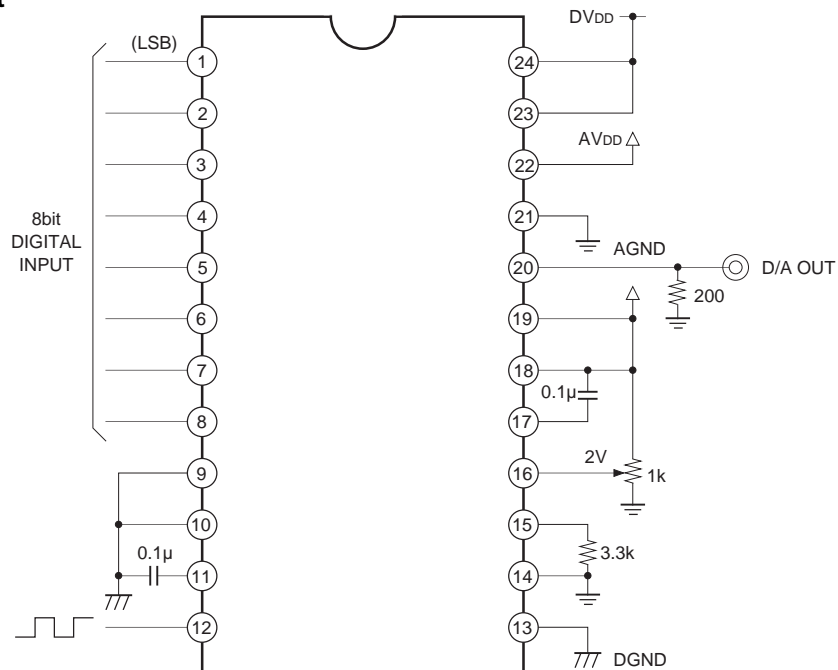 (LSB)
1
2
3
4
5
6
7
8
9
10
11
12
8bit
DIGITAL
INPUT
0.1µ
24
23
22
21
20
19
18
17
16
15
14
13
DVDD
AVDD
AGND
D/A OUT
200
0.1µ
2V
1k
3.3k
DGND